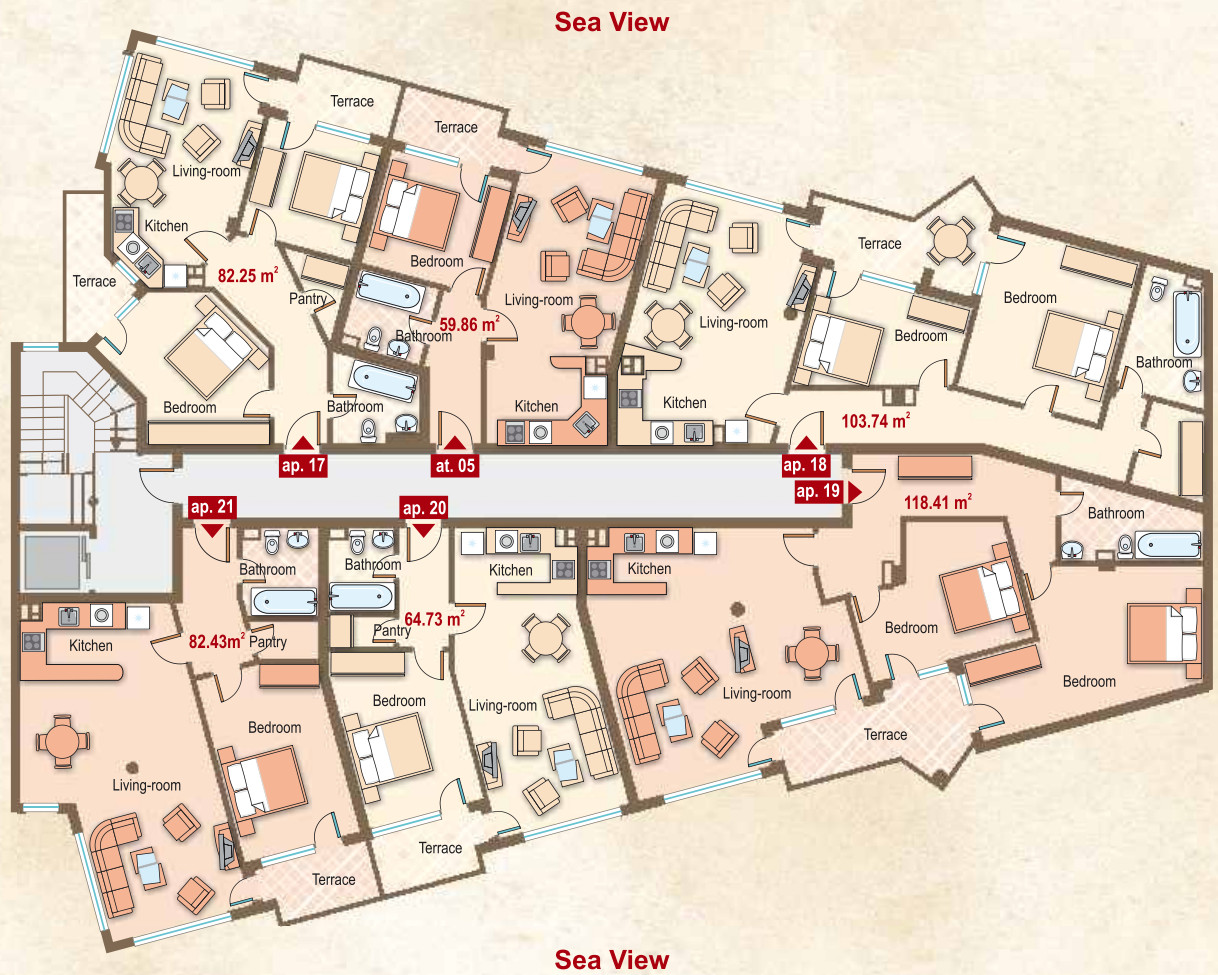 Sea View
Terrace
Terrace
Living-room
Kitchen
Terrace
82.25 m²
Pantry
Bedroom
Bedroom
Living-room
59.86 m²
Bathroom
Bathroom
Kitchen
Terrace
Living-room
Bedroom
Bedroom
Bathroom
Kitchen
103.74 m²
ap. 17
at. 05
ap. 18
ap. 19
ap. 21
ap. 20
118.41 m²
Bathroom
Bathroom
Bathroom
Kitchen
Kitchen
64.73 m²
82.43m²
Pantry
Pantry
Kitchen
Bedroom
Bedroom
Bedroom
Bedroom
Living-room
Living-room
Living-room
Terrace
Terrace
Terrace
Sea View